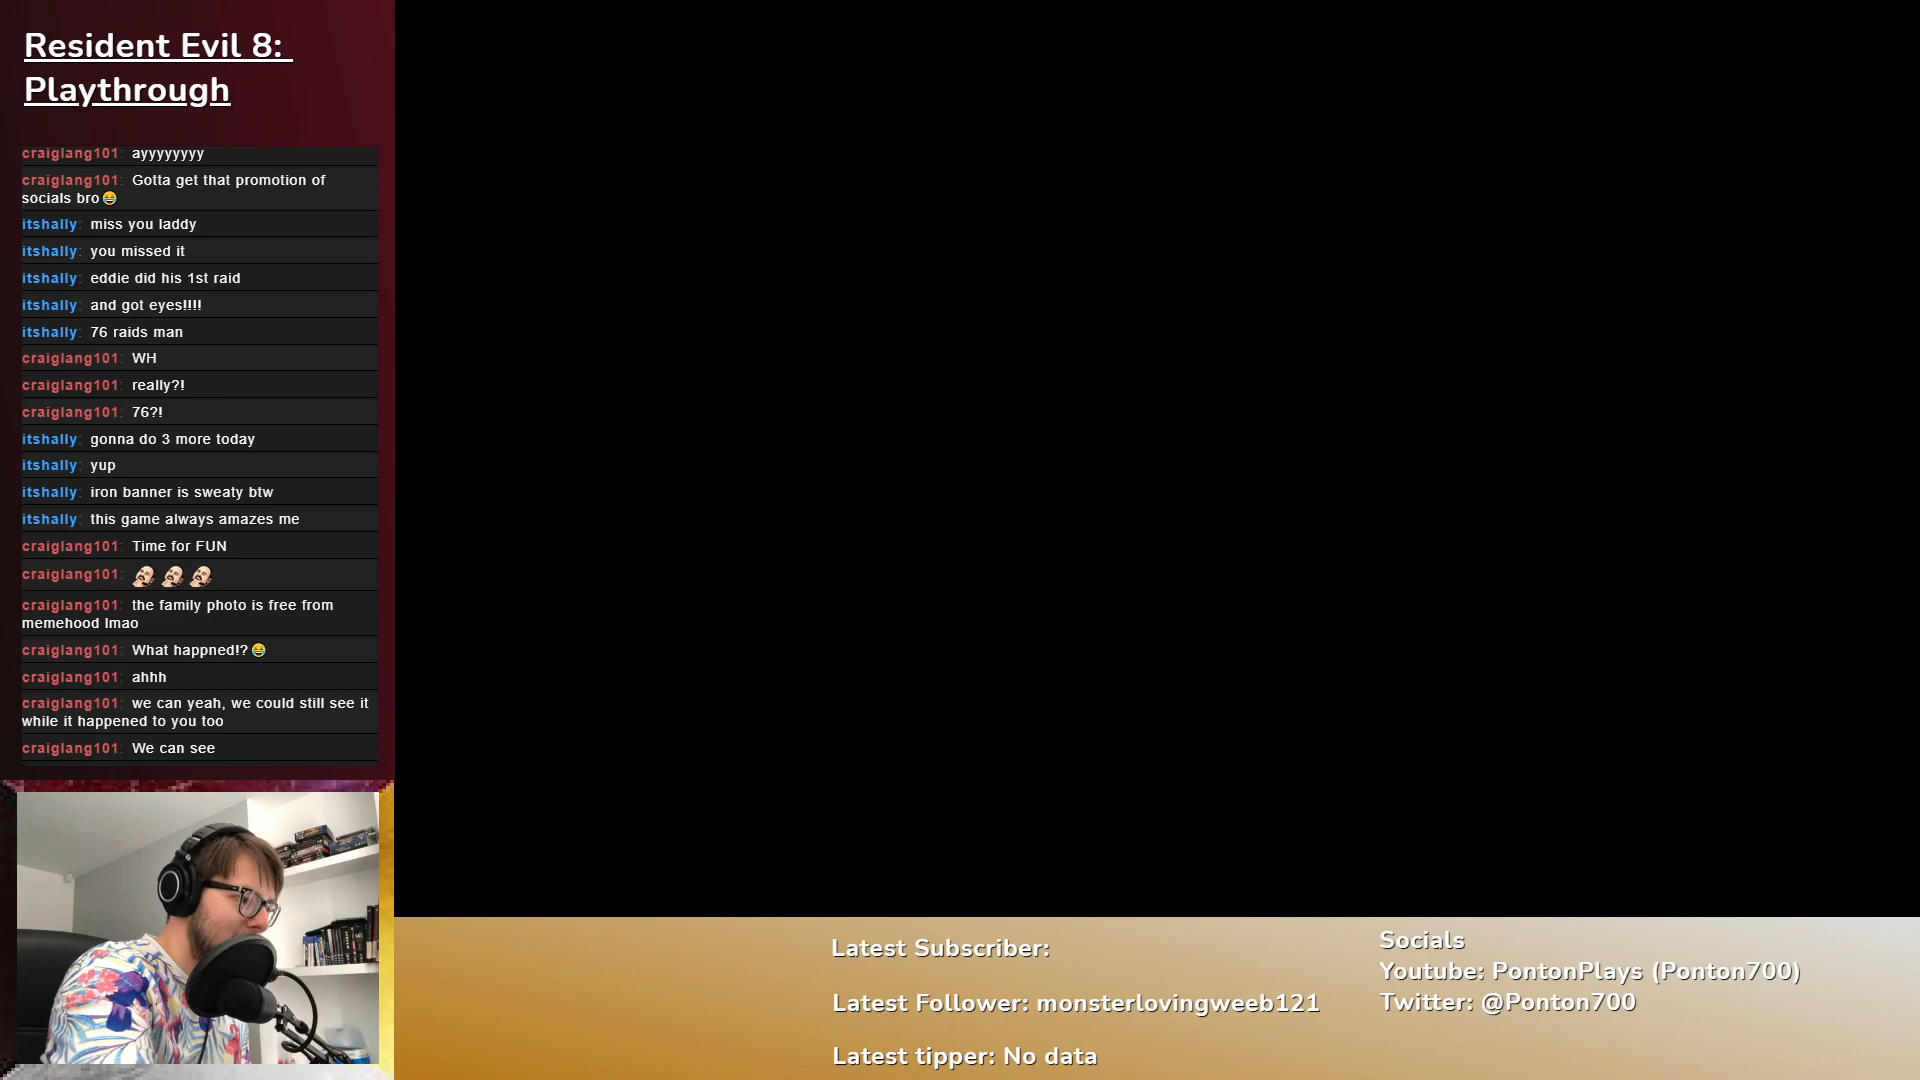 Resident Evil 8:
Playthrough
craiglang101: ayyyyyyyy
craiglang101: Gotta get that promotion of
socials bro😂
itshally: miss you laddy
itshally: you missed it
itshally: eddie did his 1st raid
itshally: and got eyes!!!!
itshally: 76 raids man
craiglang101: WH
craiglang101: really?!
craiglang101: 76?!
itshally: gonna do 3 more today
itshally: yup
itshally: iron banner is sweaty btw
itshally: this game always amazes me
craiglang101: Time for FUN
craiglang101:
craiglang101: the family photo is free from
memehood lmao
craiglang101: What happned!?😂
craiglang101: ahhh
craiglang101: we can yeah, we could still see it
while it happened to you too
craiglang101: We can see
Latest Subscriber:
Latest Follower: monsterlovingweeb121
Latest tipper: No data
Socials
Youtube: PontonPlays (Ponton700)
Twitter: @Ponton700